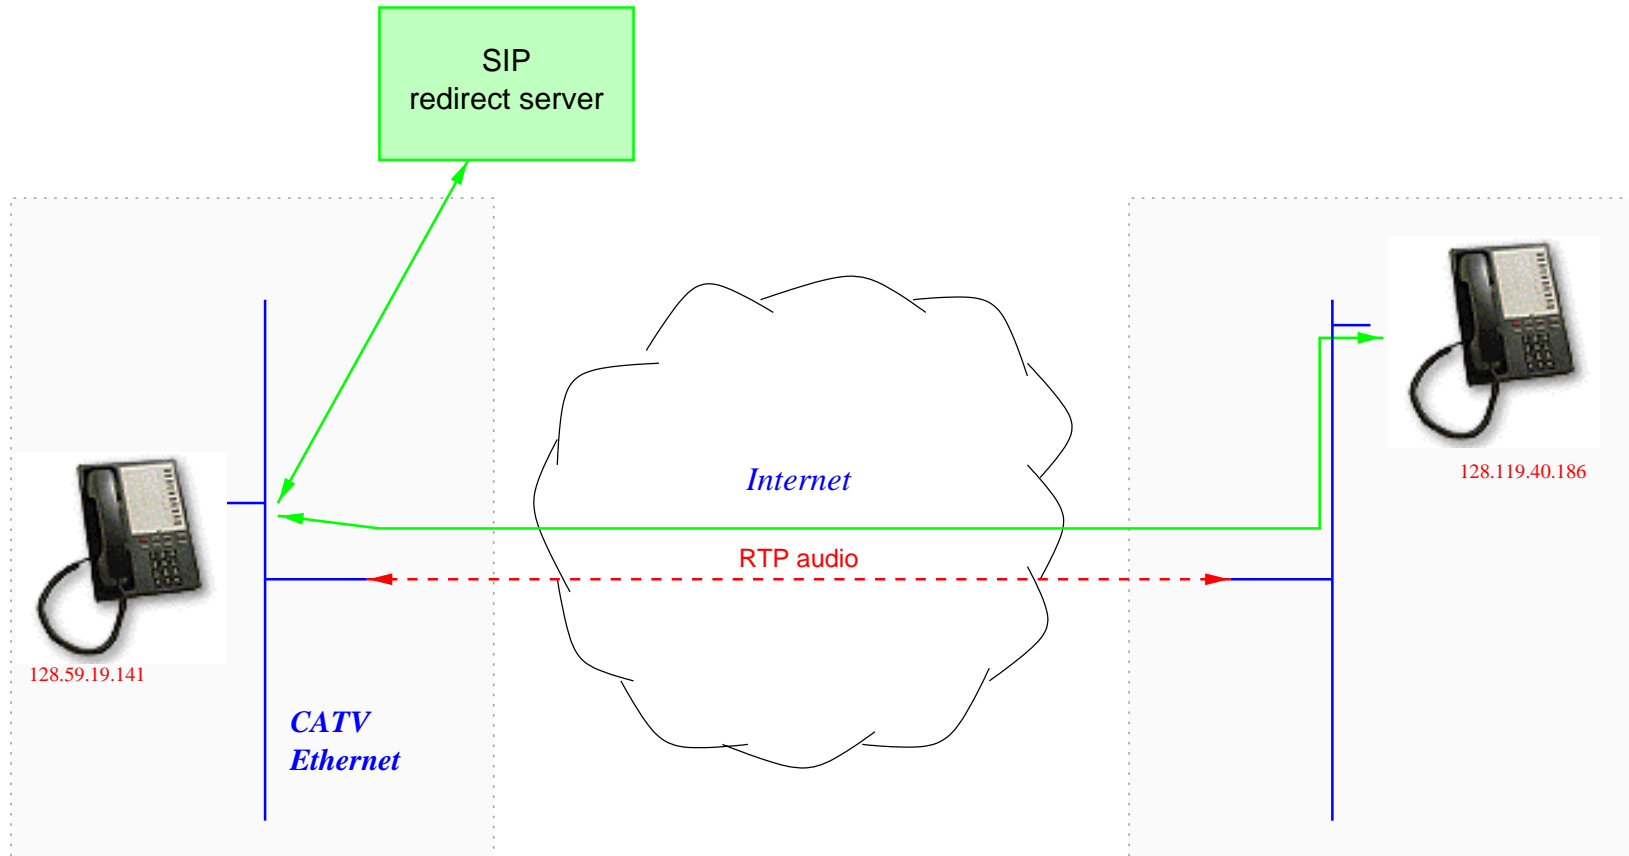 SIP
redirect server
Internet
128.119.40.186
RTP audio
128.59.19.141
CATV
Ethernet